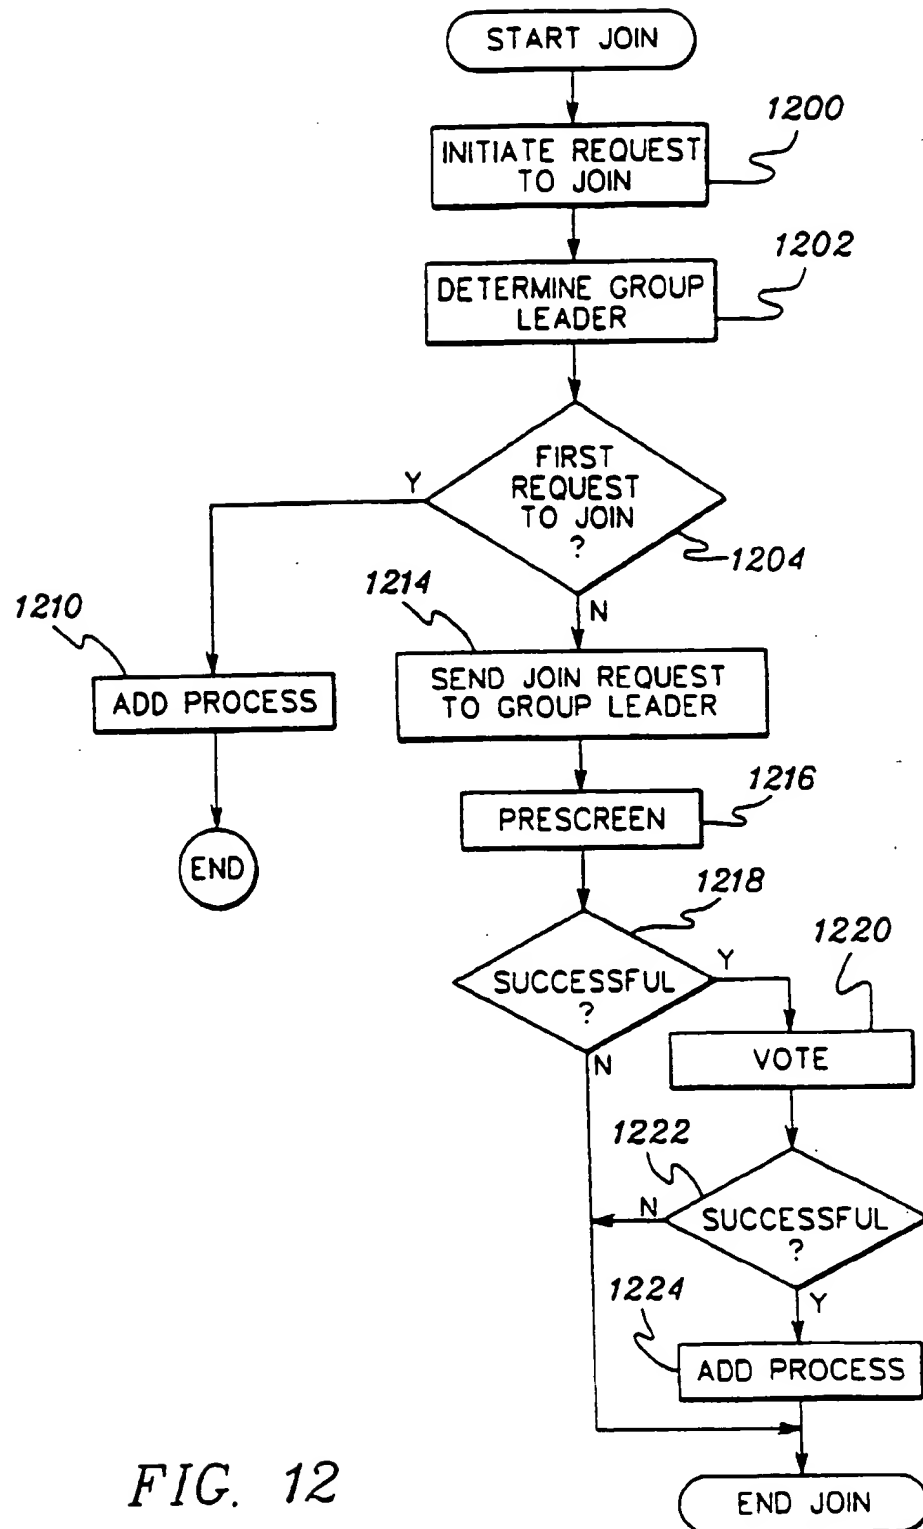 START JOIN
1200
INITIATE REQUEST
TO JOIN
1202
DETERMINE GROUP
LEADER
FIRST
REQUEST
TO JOIN
?
Y
1204
N
1214
1210
SEND JOIN REQUEST
TO GROUP LEADER
ADD PROCESS
1216
PRESCREEN
END
1218
SUCCESSFUL
?
Y
N
1220
VOTE
1222
N
SUCCESSFUL
?
Y
1224
ADD PROCESS
END JOIN
FIG. 12